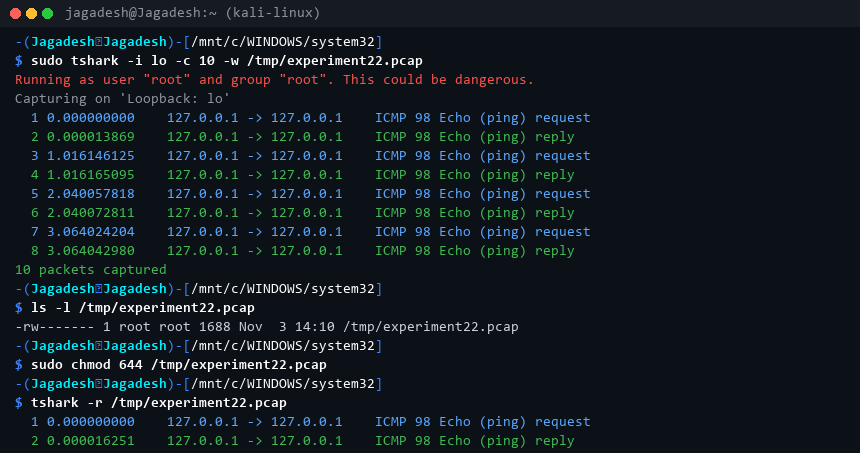 jagadesh@Jagadesh:~ (kali-linux)
-(Jagadesh⍰Jagadesh)-[/mnt/c/WINDOWS/system32]
$ sudo tshark -i lo -c 10 -w /tmp/experiment22.pcap
Running as user "root" and group "root". This could be dangerous.
Capturing on 'Loopback: lo'
1 0.000000000 127.0.0.1 -> 127.0.0.1 ICMP 98 Echo (ping) request
2 0.000013869 127.0.0.1 -> 127.0.0.1 ICMP 98 Echo (ping) reply
3 1.016146125 127.0.0.1 -> 127.0.0.1 ICMP 98 Echo (ping) request
4 1.016165095 127.0.0.1 -> 127.0.0.1 ICMP 98 Echo (ping) reply
5 2.040057818 127.0.0.1 -> 127.0.0.1 ICMP 98 Echo (ping) request
6 2.040072811 127.0.0.1 -> 127.0.0.1 ICMP 98 Echo (ping) reply
7 3.064024204 127.0.0.1 -> 127.0.0.1 ICMP 98 Echo (ping) request
8 3.064042980 127.0.0.1 -> 127.0.0.1 ICMP 98 Echo (ping) reply
10 packets captured
-(Jagadesh⍰Jagadesh)-[/mnt/c/WINDOWS/system32]
$ ls -l /tmp/experiment22.pcap
-rw------- 1 root root 1688 Nov  3 14:10 /tmp/experiment22.pcap
-(Jagadesh⍰Jagadesh)-[/mnt/c/WINDOWS/system32]
$ sudo chmod 644 /tmp/experiment22.pcap
-(Jagadesh⍰Jagadesh)-[/mnt/c/WINDOWS/system32]
$ tshark -r /tmp/experiment22.pcap
1 0.000000000 127.0.0.1 -> 127.0.0.1 ICMP 98 Echo (ping) request
2 0.000016251 127.0.0.1 -> 127.0.0.1 ICMP 98 Echo (ping) reply